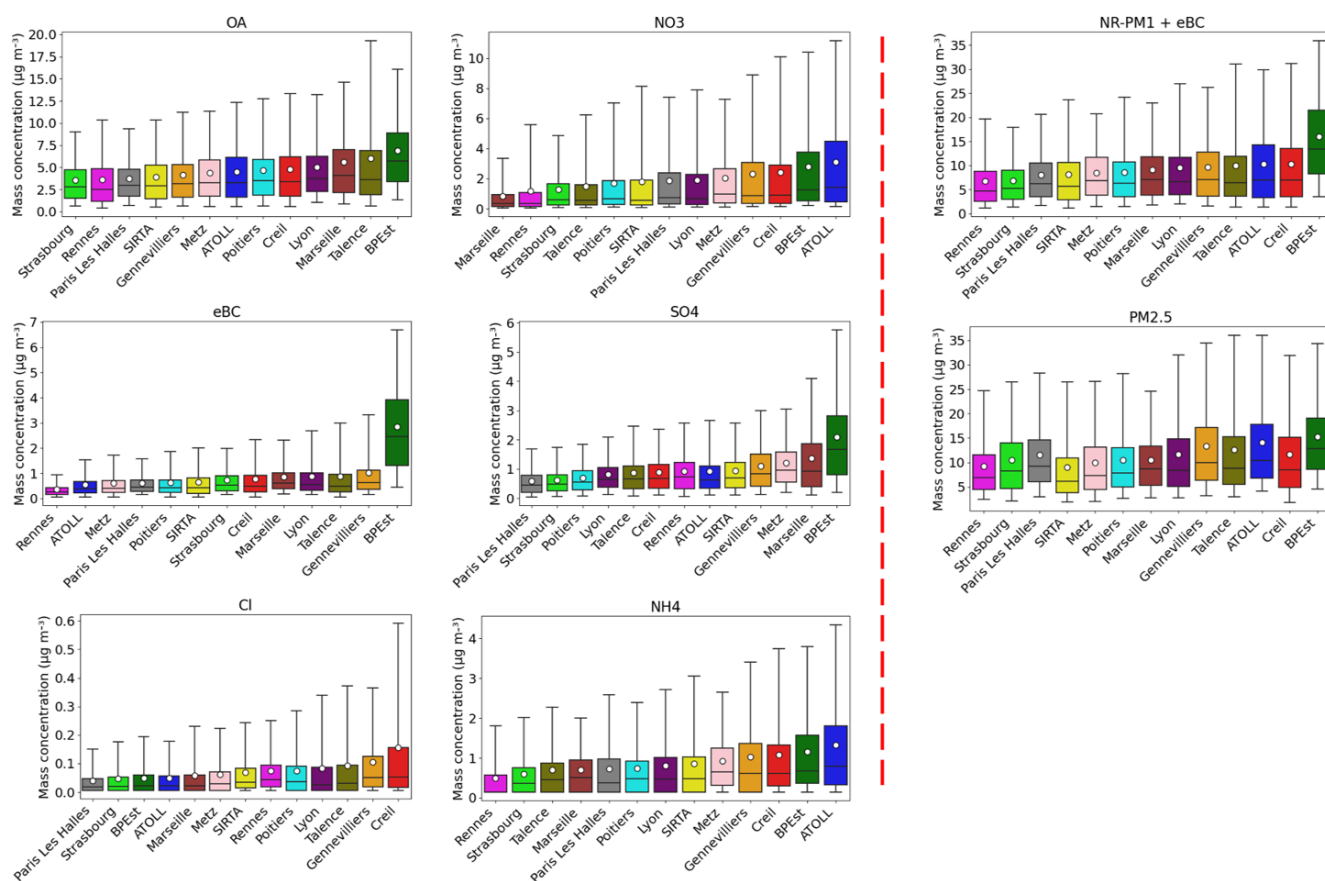 OA
Mass concentration (µg m⁻³)
20.0
17.5
15.0
12.5
10.0
7.5
5.0
2.5
0.0
Strasbourg
Rennes
Paris Les Halles
SIRTA
Gennevilliers
Metz
ATOLL
Poitiers
Creil
Lyon
Marseille
Talence
BPEst
NO3
Mass concentration (µg m⁻³)
10
8
6
4
2
0
Marseille
Rennes
Strasbourg
Talence
Poitiers
SIRTA
Paris Les Halles
Lyon
Metz
Gennevilliers
Creil
BPEst
ATOLL
NR-PM1 + eBC
Mass concentration (µg m⁻³)
35
30
25
20
15
10
5
0
Rennes
Strasbourg
Paris Les Halles
SIRTA
Metz
Poitiers
Marseille
Lyon
Gennevilliers
Talence
ATOLL
Creil
BPEst
eBC
Mass concentration (µg m⁻³)
7
6
5
4
3
2
1
0
Rennes
ATOLL
Metz
Paris Les Halles
Poitiers
SIRTA
Strasbourg
Creil
Marseille
Lyon
Talence
Gennevilliers
BPEst
SO4
Mass concentration (µg m⁻³)
6
5
4
3
2
1
0
Paris Les Halles
Strasbourg
Poitiers
Lyon
Talence
Creil
Rennes
ATOLL
SIRTA
Gennevilliers
Metz
Marseille
BPEst
PM2.5
Mass concentration (µg m⁻³)
35
30
25
20
15
10
5
Rennes
Strasbourg
Paris Les Halles
SIRTA
Metz
Poitiers
Marseille
Lyon
Gennevilliers
Talence
ATOLL
Creil
BPEst
Cl
Mass concentration (µg m⁻³)
0.6
0.5
0.4
0.3
0.2
0.1
0.0
Paris Les Halles
Strasbourg
BPEst
ATOLL
Marseille
Metz
SIRTA
Rennes
Poitiers
Lyon
Talence
Gennevilliers
Creil
NH4
Mass concentration (µg m⁻³)
4
3
2
1
0
Rennes
Strasbourg
Talence
Marseille
Paris Les Halles
Poitiers
Lyon
SIRTA
Metz
Gennevilliers
Creil
BPEst
ATOLL